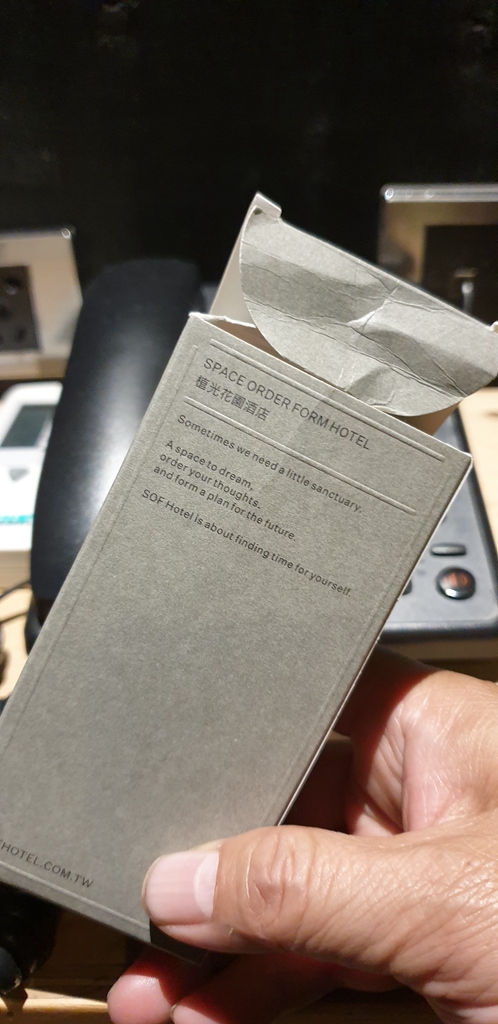 SPACE ORDER FORM HOTEL
植光花園酒店
Sometimes we need a little sanctuary.
A space to dream,
order your thoughts.
and form a plan for the future.
SOF Hotel is about finding time for yourself
HOTEL.COM.TW